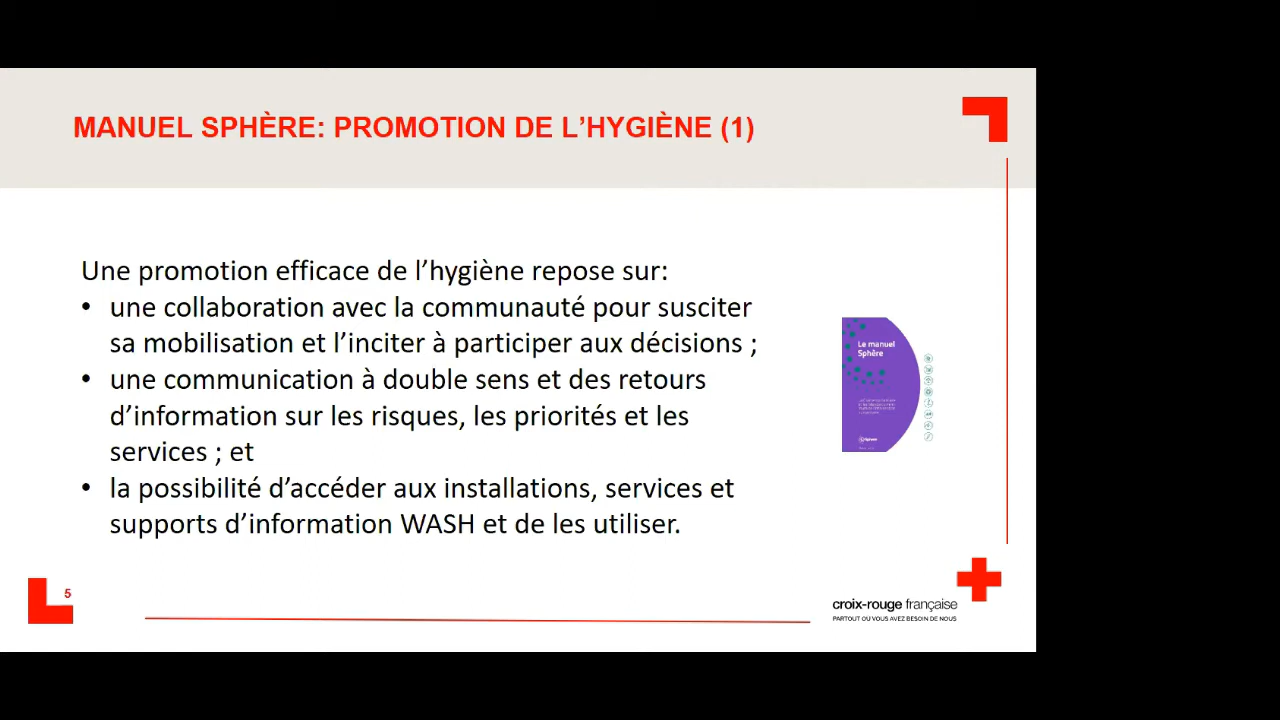 MANUEL SPHÈRE: PROMOTION DE L’HYGIÈNE (1)
Une promotion efficace de l’hygiène repose sur:
• une collaboration avec la communauté pour susciter
sa mobilisation et l’inciter à participer aux décisions ;
• une communication à double sens et des retours
d’information sur les risques, les priorités et les
services ; et
• la possibilité d’accéder aux installations, services et
supports d’information WASH et de les utiliser.
Le manuel
Sphère
Sphere
5
croix-rouge française
PARTOUT OÙ VOUS AVEZ BESOIN DE NOUS